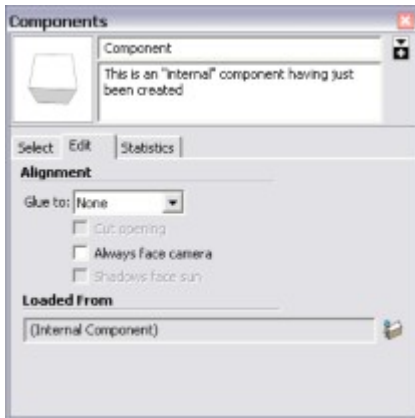 Components
Component
This is an "internal" component having just
been created
Select Edit Statistics
Alignment
Glue to: None
Cut opening
Always face camera
Shadows face sun
Loaded From
(Internal Component)